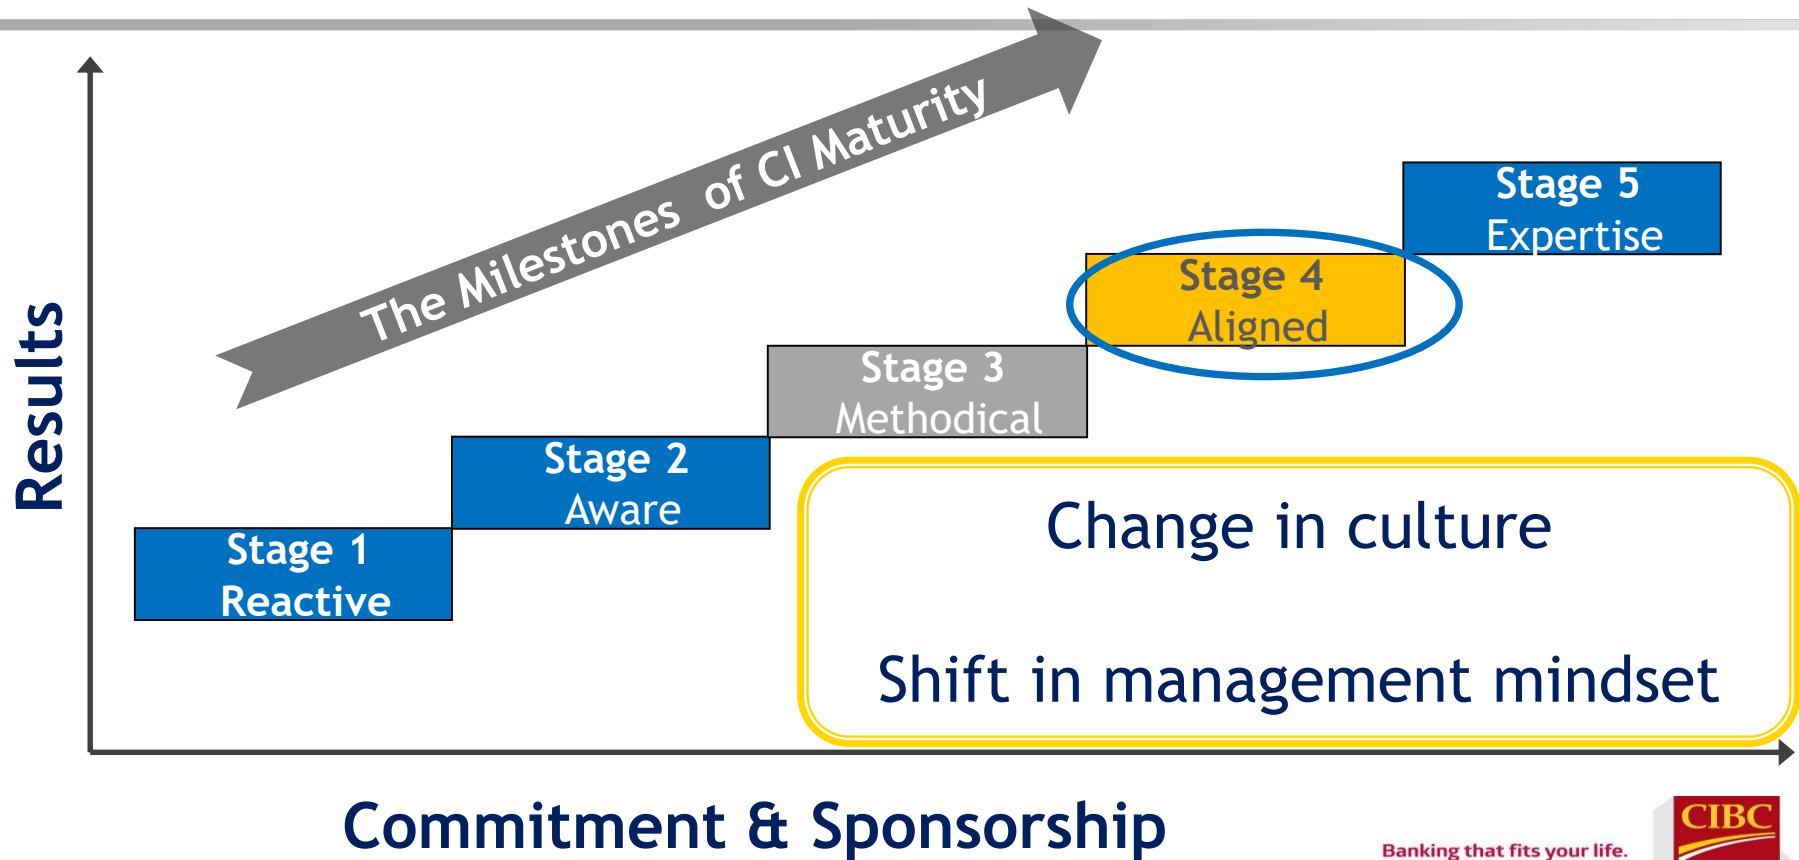 The Milestones of CI Maturity
Results
Stage 5
Expertise
Stage 4
Aligned
Stage 3
Methodical
Stage 2
Aware
Stage 1
Reactive
Change in culture
Shift in management mindset
Commitment & Sponsorship
Banking that fits your life.
CIBC